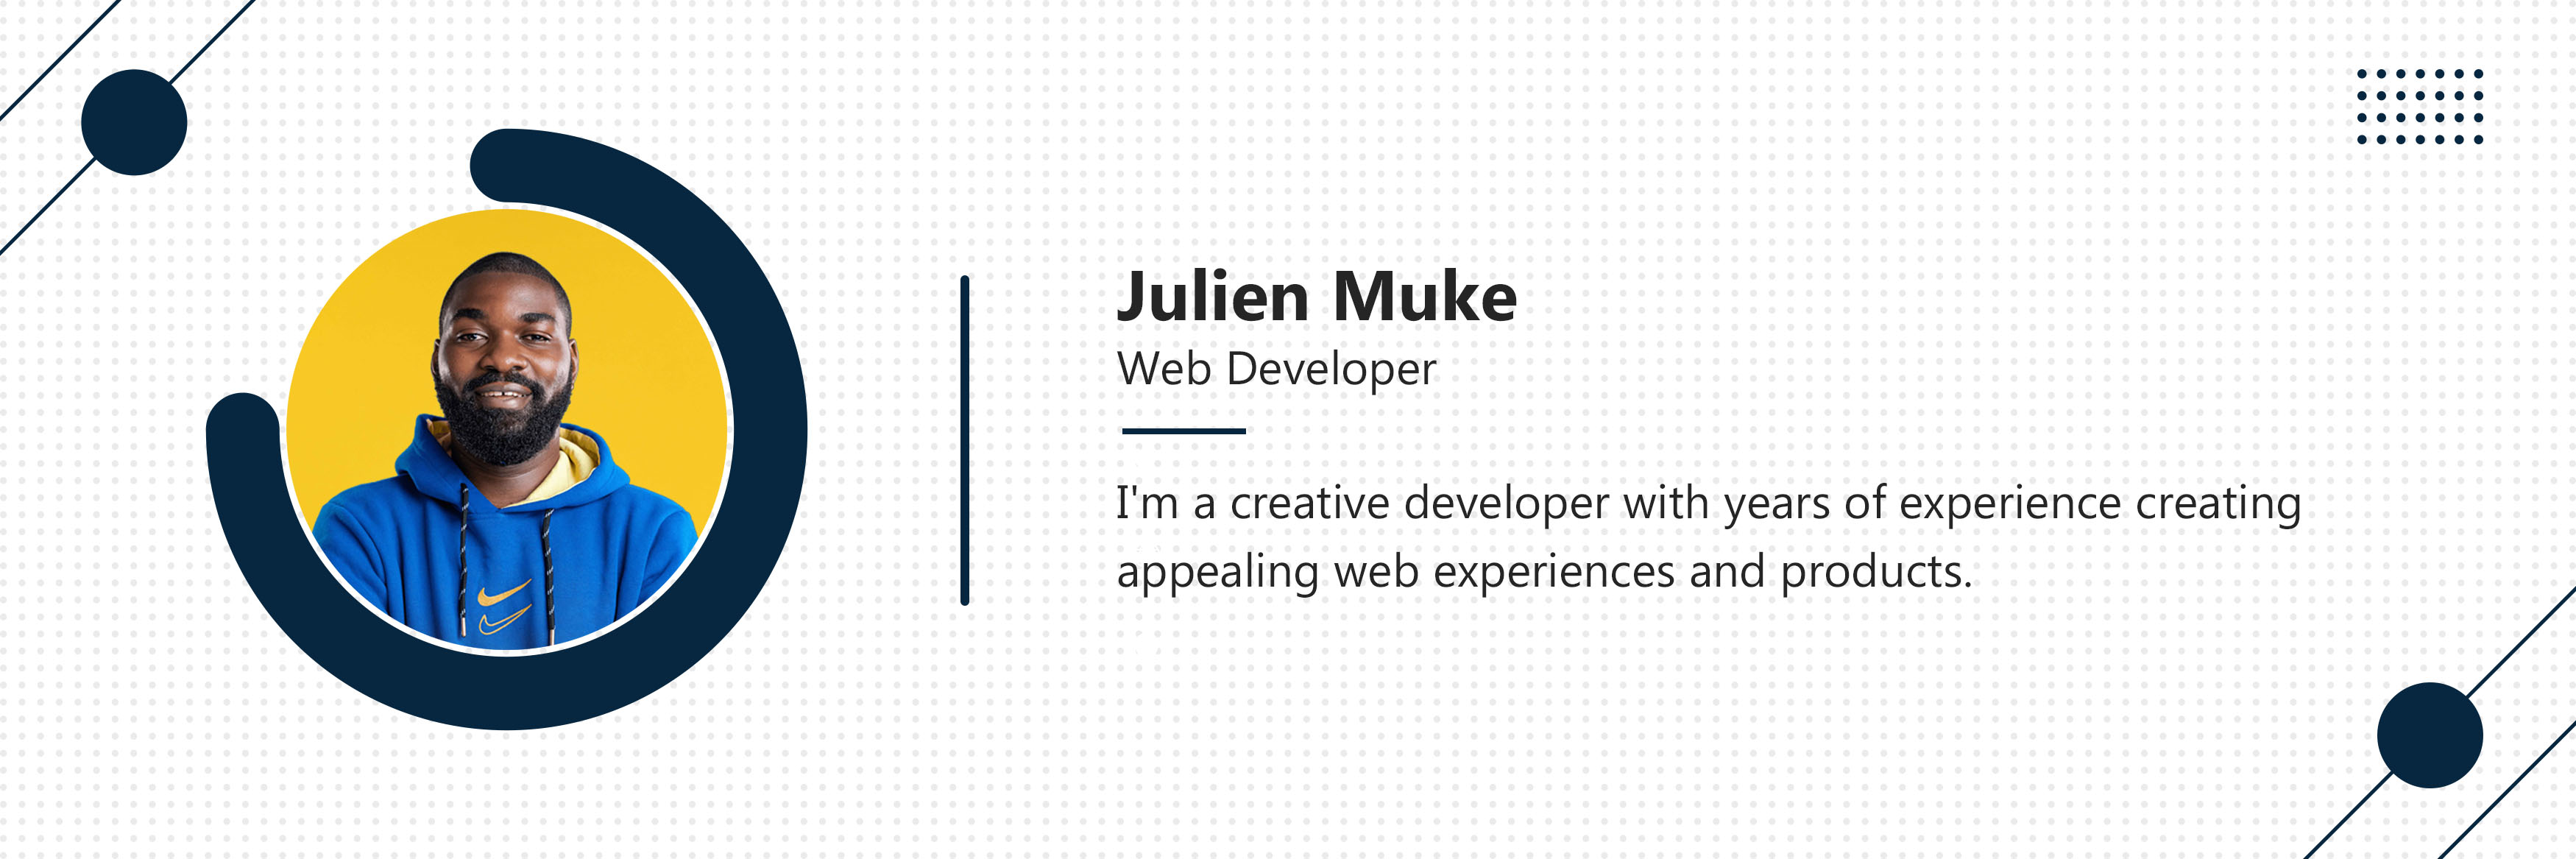 Julien Muke
Web Developer
I'm a creative developer with years of experience creating
appealing web experiences and products.